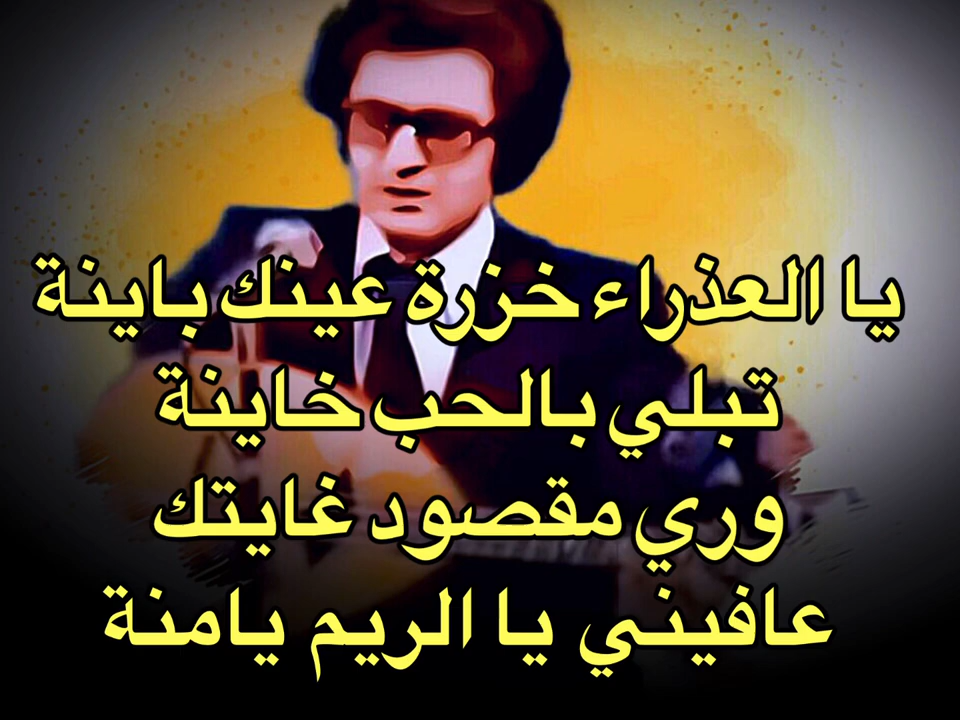 يا العذراء خزرة عينك باينة
تبلي بالحب خاينة
وري مقصود غايتك
عافيني يا الريم يامنة